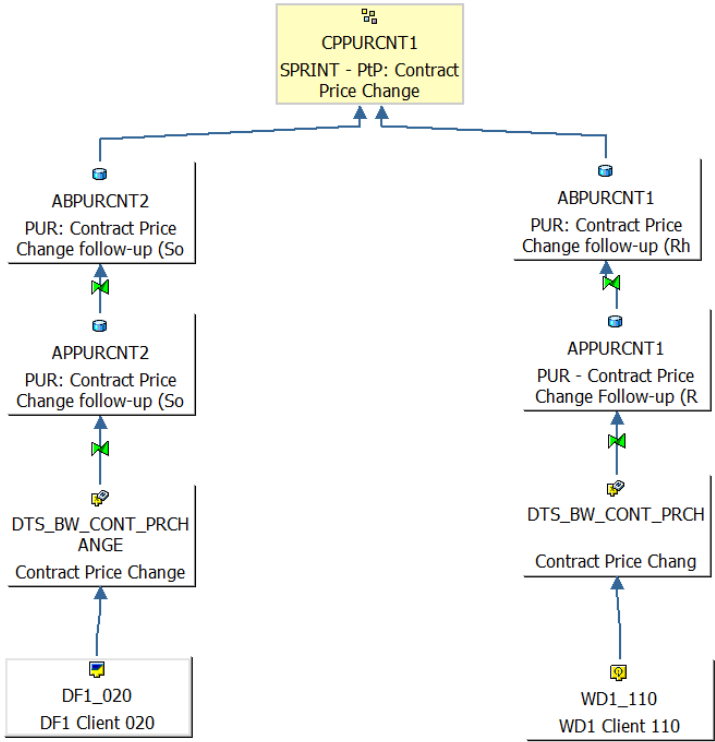 CPPURCNT1
SPRINT - PtP: Contract
Price Change
ABPURCNT2
PUR: Contract Price
Change follow-up (So
ABPURCNT1
PUR: Contract Price
Change follow-up (Rh
APPURCNT2
PUR: Contract Price
Change follow-up (So
APPURCNT1
PUR - Contract Price
Change Follow-up (R
DTS_BW_CONT_PRCH
ANGE
Contract Price Change
DTS_BW_CONT_PRCH
Contract Price Chang
DF1_020
DF1 Client 020
WD1_110
WD1 Client 110